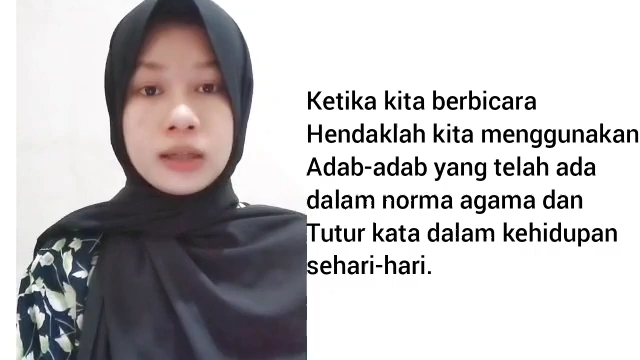 Ketika kita berbicara
Hendaklah kita menggunakan
Adab-adab yang telah ada
dalam norma agama dan
Tutur kata dalam kehidupan
sehari-hari.